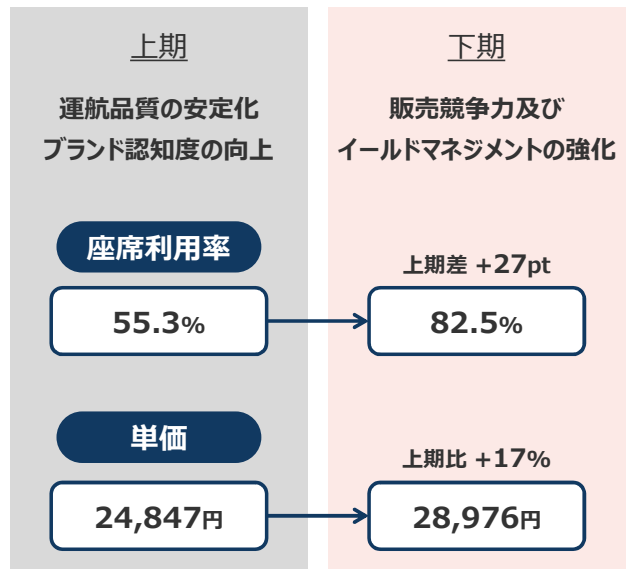 上期
運航品質の安定化
ブランド認知度の向上
下期
販売競争力及び
イールドマネジメントの強化
座席利用率
55.3%
上期差 +27pt
82.5%
単価
24,847円
上期比 +17%
28,976円